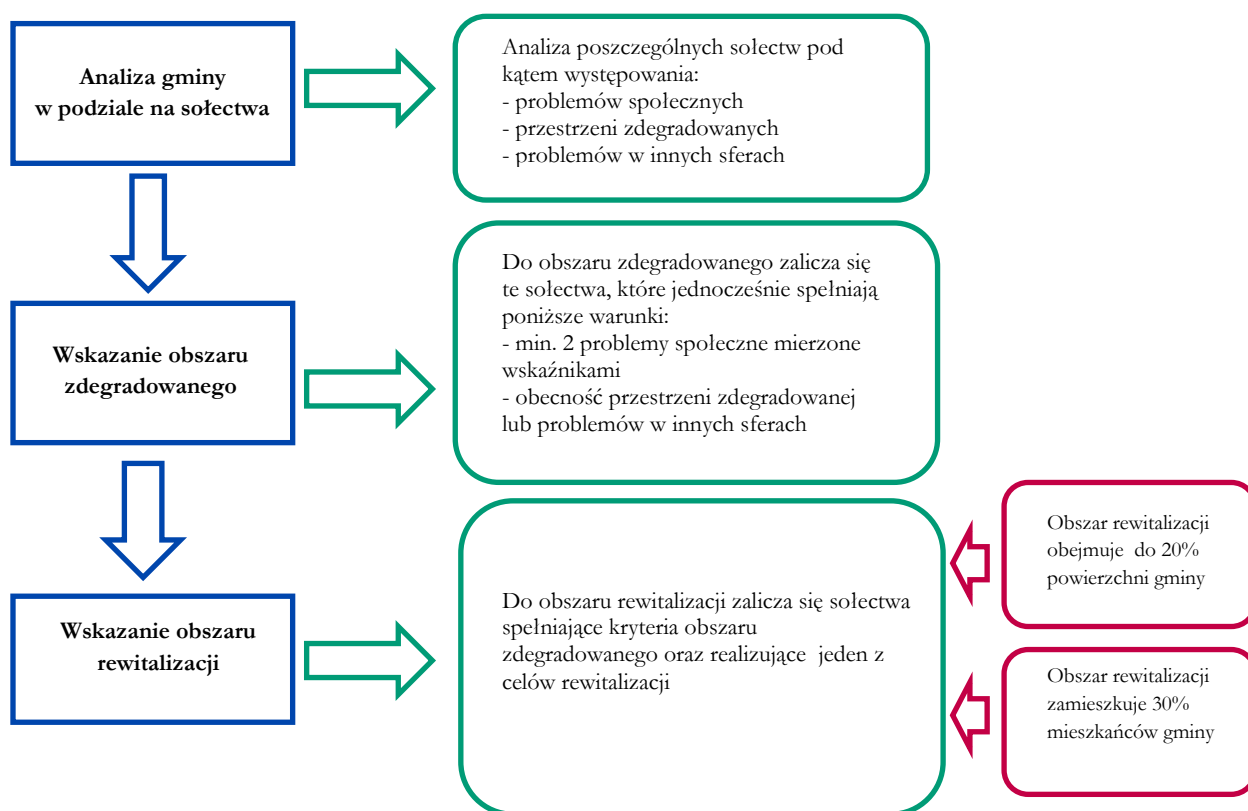 Analiza gminy
w podziale na sołectwa
Analiza poszczególnych sołectw pod
kątem występowania:
- problemów społecznych
- przestrzeni zdegradowanych
- problemów w innych sferach
Wskazanie obszaru
zdegradowanego
Do obszaru zdegradowanego zalicza się
te sołectwa, które jednocześnie spełniają
poniższe warunki:
- min. 2 problemy społeczne mierzone
wskaźnikami
- obecność przestrzeni zdegradowanej
lub problemów w innych sferach
Wskazanie obszaru
rewitalizacji
Do obszaru rewitalizacji zalicza się sołectwa
spełniające kryteria obszaru
zdegradowanego oraz realizujące jeden z
celów rewitalizacji
Obszar rewitalizacji
obejmuje do 20%
powierzchni gminy
Obszar rewitalizacji
zamieszkuje 30%
mieszkańców gminy